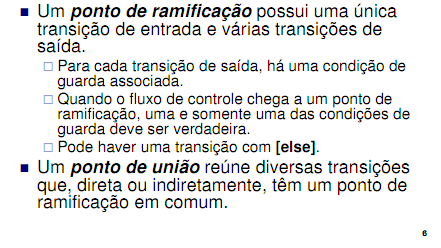 Um ponto de ramificação possui uma única
transição de entrada e várias transições de
saída.
Para cada transição de saída, há uma condição de
guarda associada.
Quando o fluxo de controle chega a um ponto de
ramificação, uma e somente uma das condições de
guarda deve ser verdadeira.
Pode haver uma transição com [else].
Um ponto de união reúne diversas transições
que, direta ou indiretamente, têm um ponto de
ramificação em comum.
6